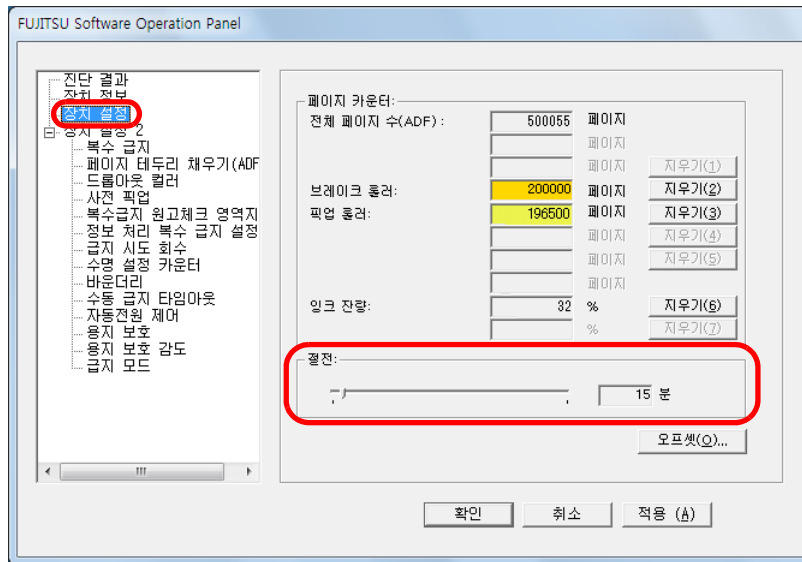 FUJITSU Software Operation Panel
진단 결과
장치 정보
장치 설정
장치 설정 2
복수 급지
페이지 테두리 채우기(ADF
드롭아웃 컬러
사전 픽업
복수급지 원고체크 영역지
정보 처리 복수 급지 설정
급지 시도 회수
수명 설정 카운터
바운더리
수동 급지 타임아웃
자동전원 제어
용지 보호
용지 보호 감도
급지 모드
페이지 카운터:
전체 페이지 수(ADF) : 500055 페이지
페이지
페이지 지우기(1)
브레이크 롤러: 200000 페이지 지우기(2)
픽업 롤러: 196500 페이지 지우기(3)
페이지 지우기(4)
페이지 지우기(5)
페이지
잉크 잔량: 32 % 지우기(6)
% 지우기(7)
절전:
15 분
오프셋(O)...
확인 취소 적용 (A)